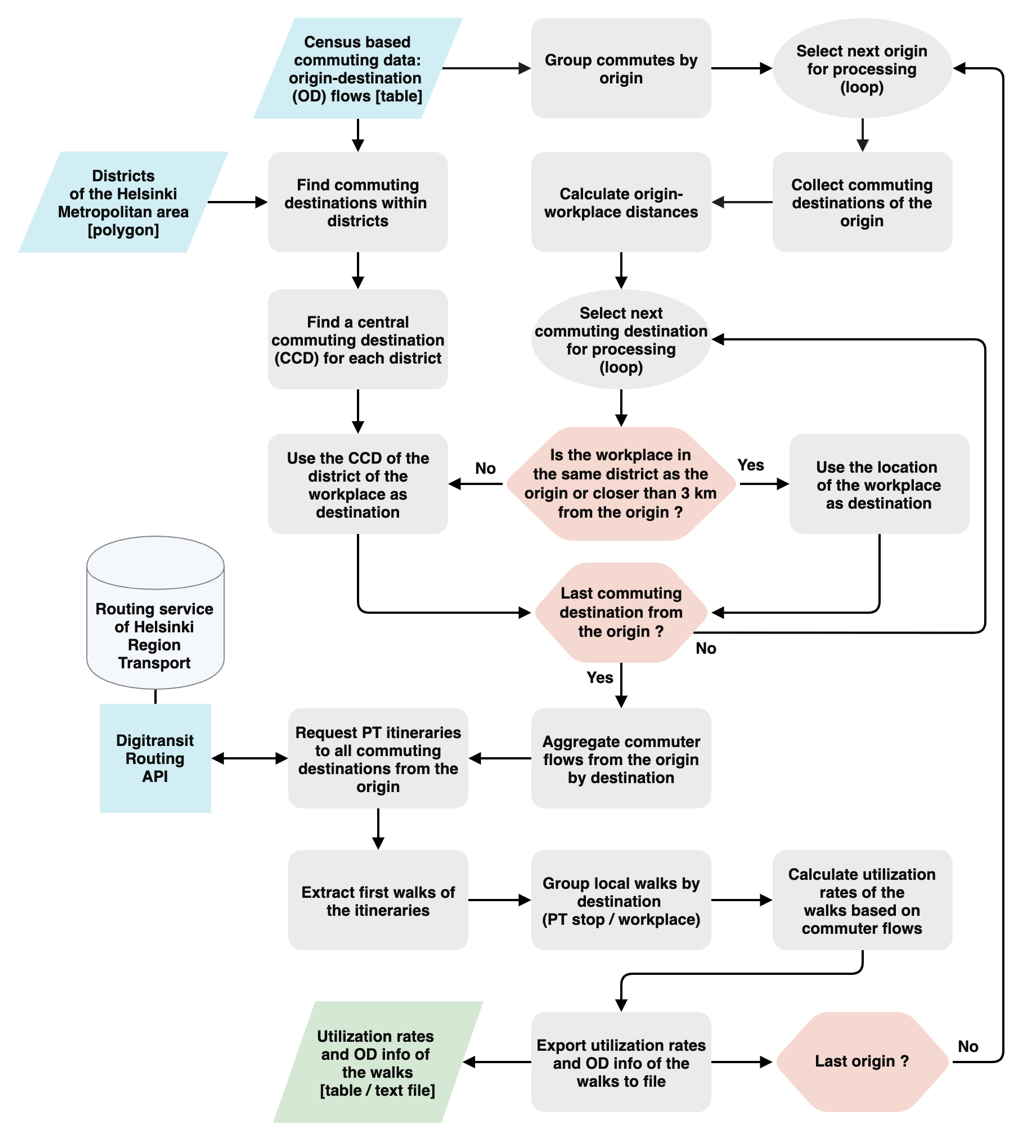 Census based
commuting data:
origin-destination
(OD) flows [table]
Group commutes by
origin
Select next origin
for processing
(loop)
Districts
of the Helsinki
Metropolitan area
[polygon]
Find commuting
destinations within
districts
Calculate origin-
workplace distances
Collect commuting
destinations of the
origin
Find a central
commuting destination
(CCD) for each district
Select next
commuting destination
for processing
(loop)
Use the CCD of the
district of the
workplace as
destination
No
Is the workplace in
the same district as the
origin or closer than 3 km
from the origin ?
Yes
Use the location
of the workplace
as destination
Last commuting
destination from
the origin ?
No
Yes
Routing service
of Helsinki
Region
Transport
Digitransit
Routing
API
Request PT itineraries
to all commuting
destinations from the
origin
Aggregate commuter
flows from the origin
by destination
Extract first walks of
the itineraries
Group local walks by
destination
(PT stop / workplace)
Calculate utilization
rates of the
walks based on
commuter flows
Utilization rates
and OD info of
the walks
[table / text file]
Export utilization rates
and OD info of the
walks to file
Last origin ?
No